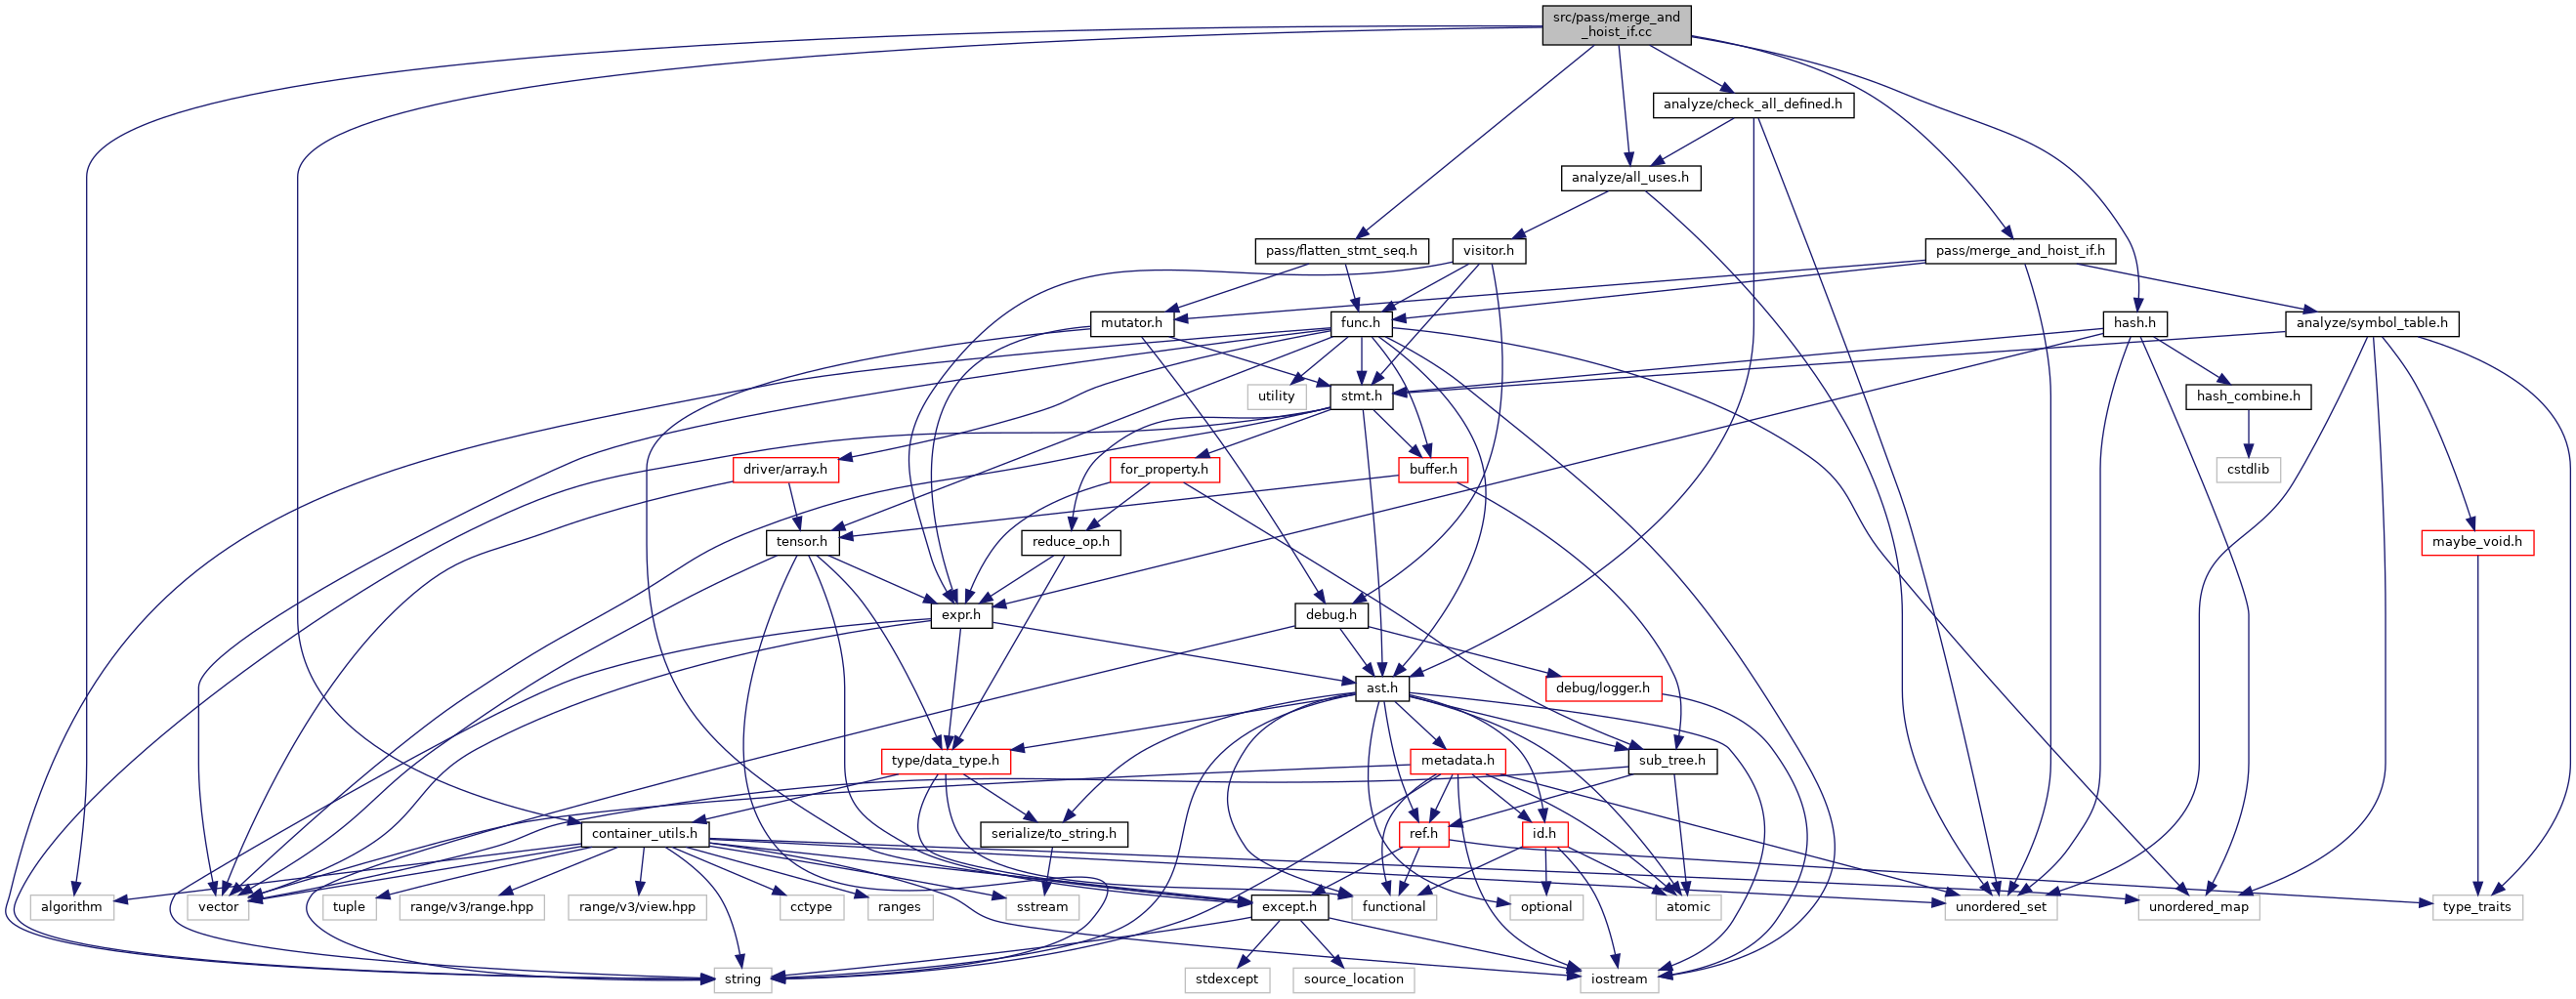 src/pass/merge_and
_hoist_if.cc
analyze/check_all_defined.h
analyze/all_uses.h
pass/flatten_stmt_seq.h
visitor.h
pass/merge_and_hoist_if.h
mutator.h
func.h
hash.h
analyze/symbol_table.h
utility
stmt.h
hash_combine.h
driver/array.h
for_property.h
buffer.h
cstdlib
tensor.h
reduce_op.h
maybe_void.h
expr.h
debug.h
ast.h
debug/logger.h
type/data_type.h
metadata.h
sub_tree.h
container_utils.h
serialize/to_string.h
ref.h
id.h
algorithm
vector
tuple
range/v3/range.hpp
range/v3/view.hpp
cctype
ranges
sstream
except.h
functional
optional
atomic
unordered_set
unordered_map
type_traits
string
stdexcept
source_location
iostream